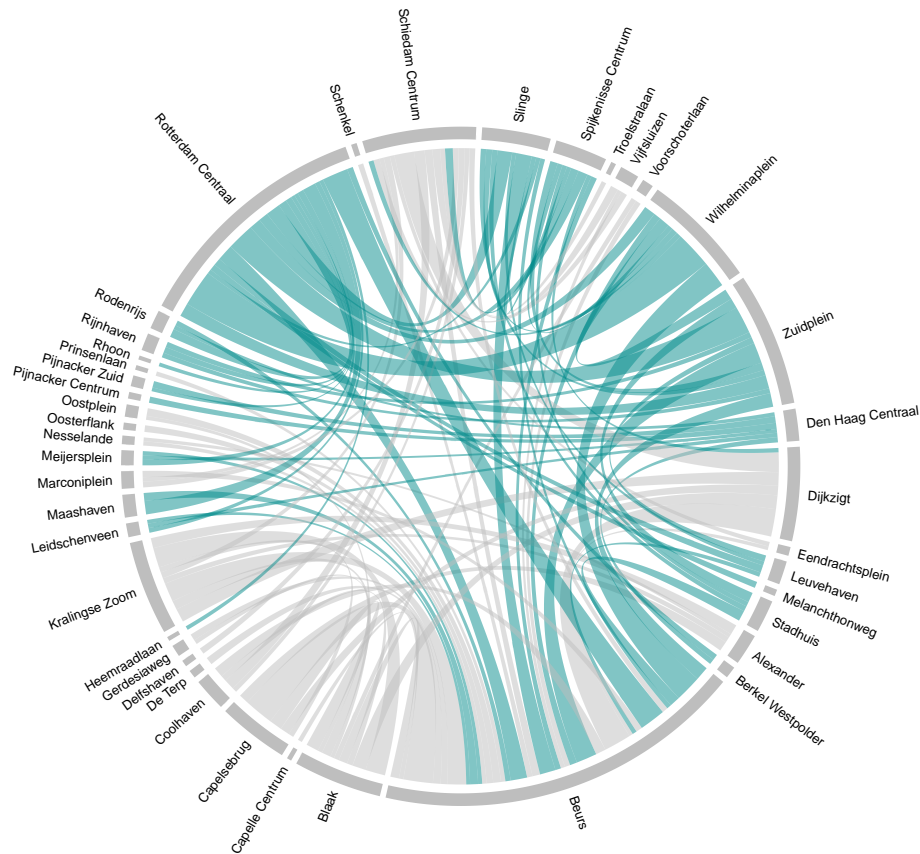 Schiedam Centrum
Slinge
Spijkenisse Centrum
Troelstralaan
Vijfsluizen
Voorschoterlaan
Wilhelminaplein
Zuidplein
Den Haag Centraal
Dijkzigt
Eendrachtsplein
Leuvehaven
Melanchthonweg
Stadhuis
Alexander
Berkel Westpolder
Beurs
Blaak
Capelle Centrum
Capelsebrug
Coolhaven
De Terp
Delfshaven
Gerdesiaweg
Heemraadlaan
Kralingse Zoom
Leidschenveen
Maashaven
Marconiplein
Meijersplein
Nesselande
Oosterflank
Oostplein
Pijnacker Centrum
Pijnacker Zuid
Prinsenlaan
Rhoon
Rijnhaven
Rodenrijs
Rotterdam Centraal
Schenkel